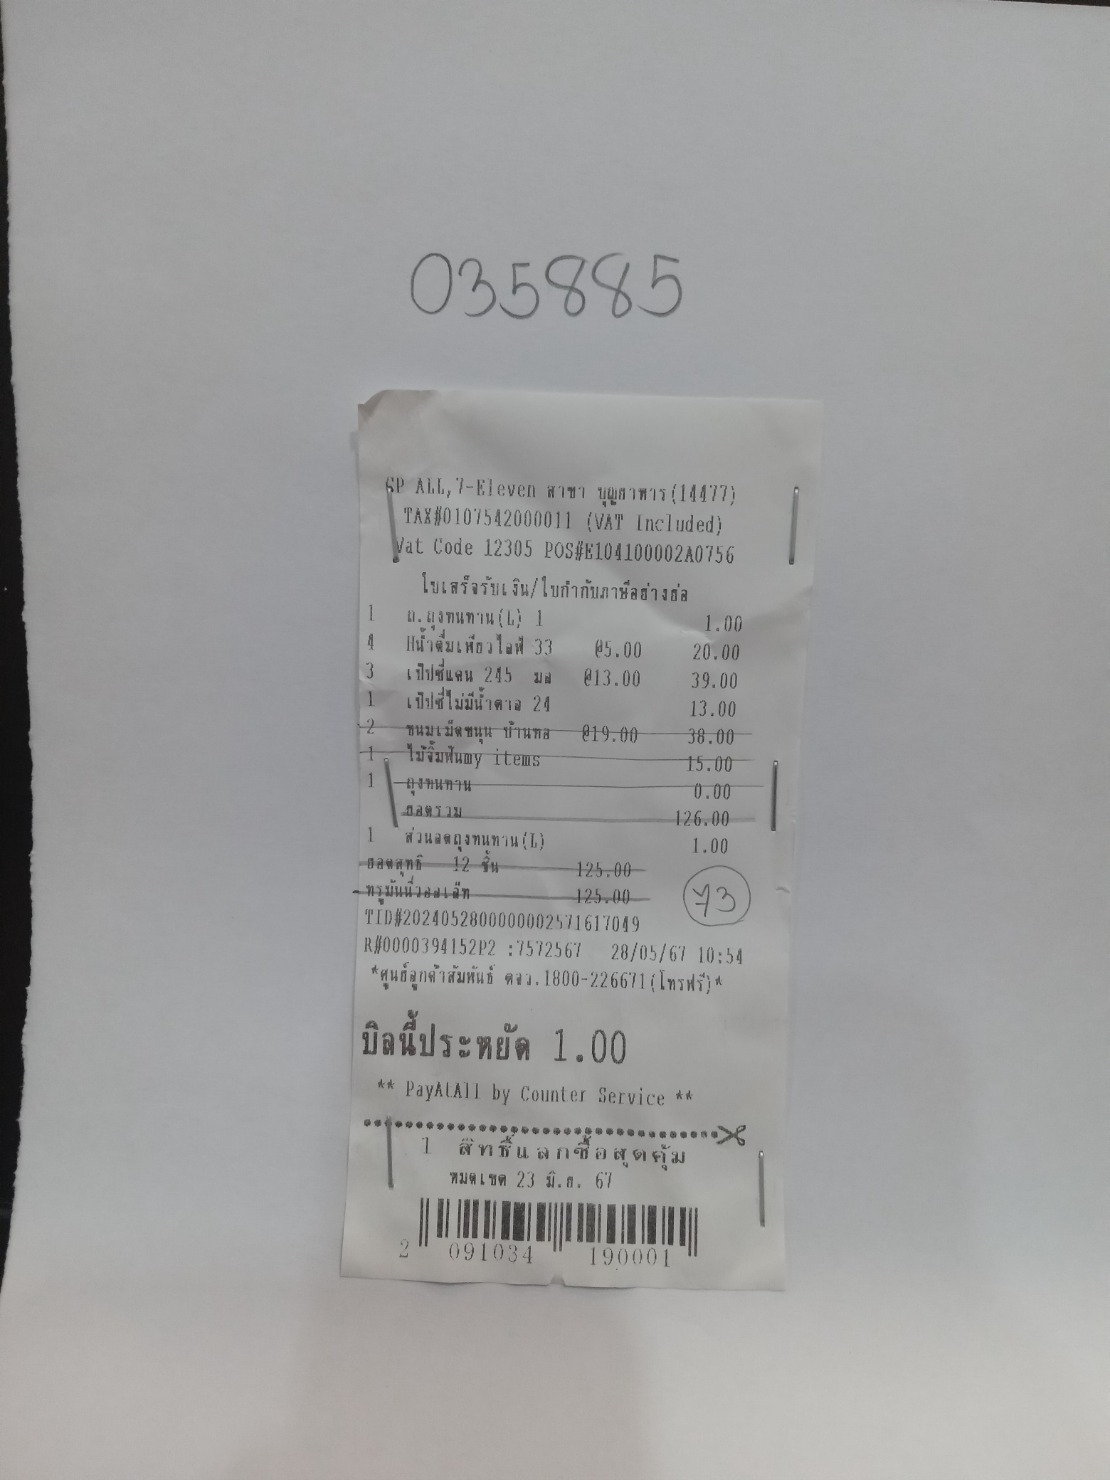 035885
CP ALL,7-Eleven สาขา บุญธาหาร(14477)
TAX#0107542000011 (VAT Included)
Vat Code 12305 POS#E104100002A0756
ใบเสร็จรับเงิน/ใบกำกับภาษีอย่างย่อ
1 ถ.ถุงทนทาน(L) 1 1.00
4 Hน้ำดื่มเพียวไลฟ์ 33 @5.00 20.00
3 เป๊ปซี่แคน 245 มล @13.00 39.00
1 เป๊ปซี่ไม่มีน้ำตาล 24 13.00
2 ขนมเม็ดขนุน บ้านทล @19.00 38.00
1 ไม้จิ้มฟันmy items 15.00
1 ถุงทนทาน 0.00
ยอดรวม 126.00
1 ส่วนลดถุงทนทาน(L) 1.00
ยอดสุทธิ 12 ชิ้น 125.00
ทรูมันนี่วอลเล็ท 125.00
73
TID#2024052800000002571617049
R#0000394152P2 :7572567 28/05/67 10:54
*ศูนย์ลูกค้าสัมพันธ์ ตจว.1800-226671(โทรฟรี)*
บิลนี้ประหยัด 1.00
** PayAtAll by Counter Service **
1 สิทธิ์แลกซื้อสุดคุ้ม
หมดเขต 23 มิ.ย. 67
2 091034 190001